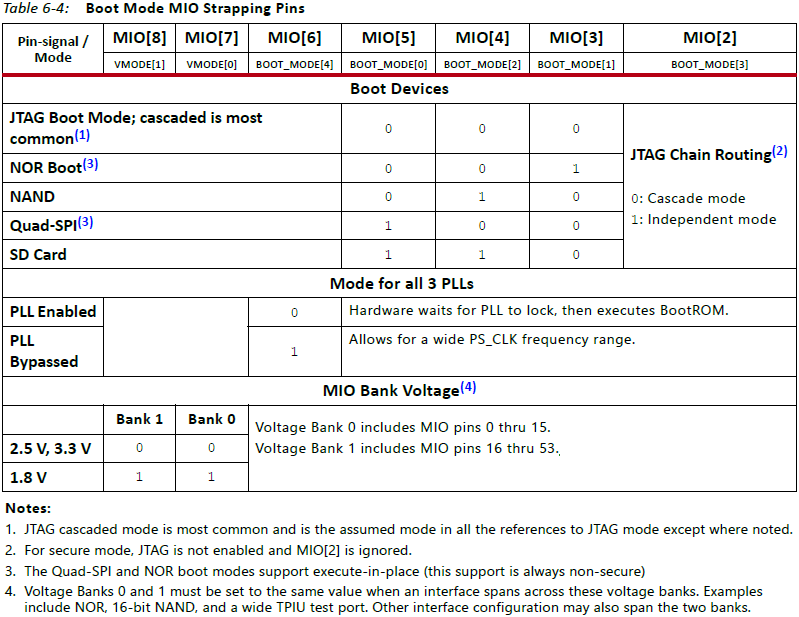 Table 6-4: Boot Mode MIO Strapping Pins
Pin-signal / Mode MIO[8] MIO[7] MIO[6] MIO[5] MIO[4] MIO[3] MIO[2]
VMODE[1] VMODE[0] BOOT_MODE[4] BOOT_MODE[0] BOOT_MODE[2] BOOT_MODE[1] BOOT_MODE[3]
Boot Devices
JTAG Boot Mode; cascaded is most
common(1) 0 0 0
JTAG Chain Routing(2)
NOR Boot(3) 0 0 1
NAND 0 1 0
0: Cascade mode
Quad-SPI(3) 1 0 0
1: Independent mode
SD Card 1 1 0
Mode for all 3 PLLs
PLL Enabled 0 Hardware waits for PLL to lock, then executes BootROM.
PLL
Bypassed 1 Allows for a wide PS_CLK frequency range.
MIO Bank Voltage(4)
Bank 1 Bank 0
Voltage Bank 0 includes MIO pins 0 thru 15.
2.5 V, 3.3 V 0 0 Voltage Bank 1 includes MIO pins 16 thru 53.
1.8 V 1 1
Notes:
1. JTAG cascaded mode is most common and is the assumed mode in all the references to JTAG mode except where noted.
2. For secure mode, JTAG is not enabled and MIO[2] is ignored.
3. The Quad-SPI and NOR boot modes support execute-in-place (this support is always non-secure)
4. Voltage Banks 0 and 1 must be set to the same value when an interface spans across these voltage banks. Examples
include NOR, 16-bit NAND, and a wide TPIU test port. Other interface configuration may also span the two banks.